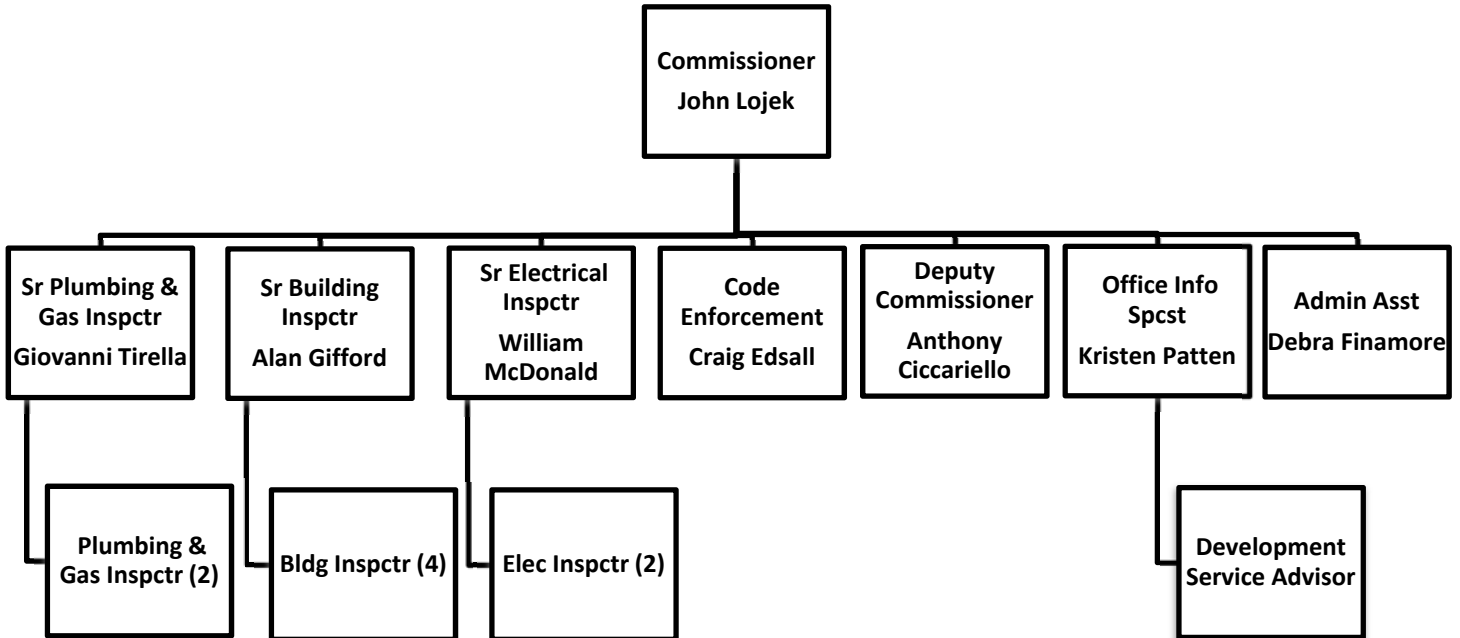 Commissioner
John Lojek
Sr Plumbing &
Gas Inspctr
Giovanni Tirella
Sr Building
Inspctr
Alan Gifford
Sr Electrical
Inspctr
William
McDonald
Code
Enforcement
Craig Edsall
Deputy
Commissioner
Anthony
Ciccariello
Office Info
Spcst
Kristen Patten
Admin Asst
Debra Finamore
Plumbing &
Gas Inspctr (2)
Bldg Inspctr (4)
Elec Inspctr (2)
Development
Service Advisor